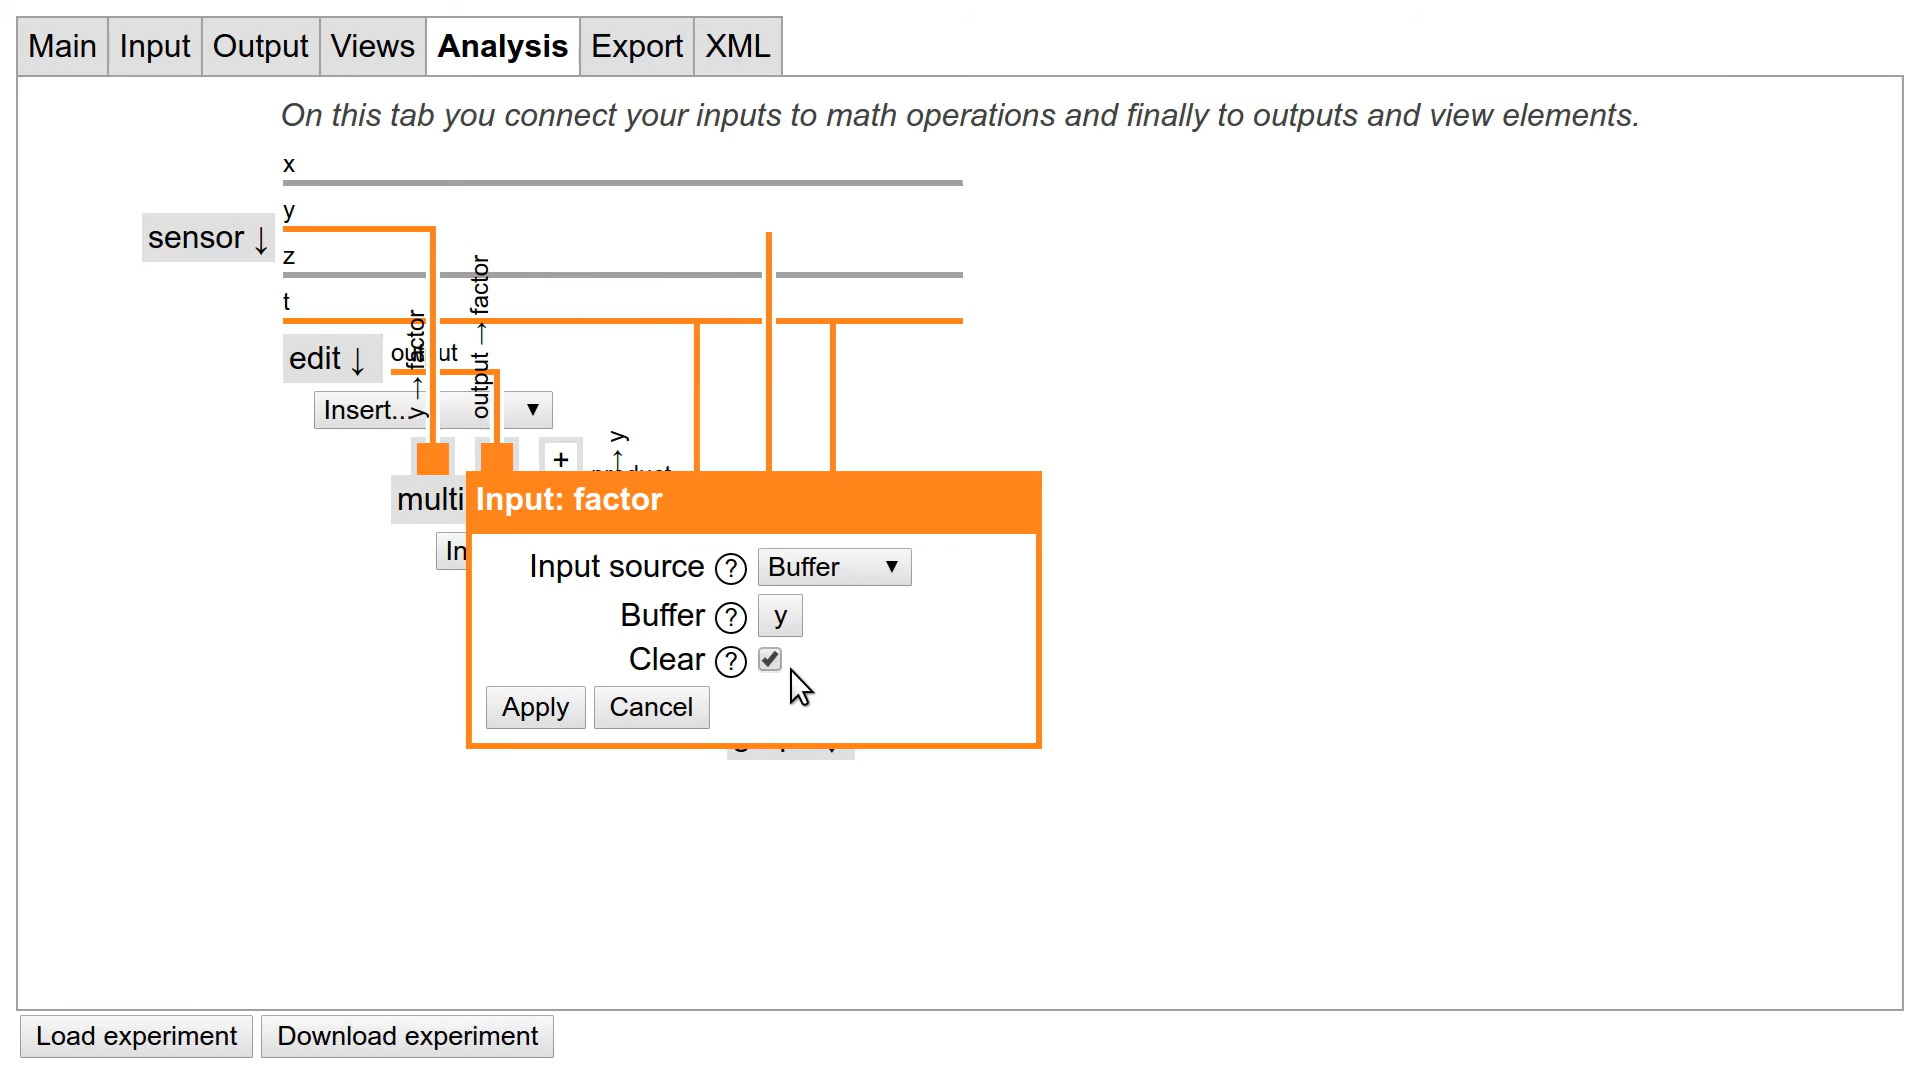 Main Input Output Views Analysis Export XML
On this tab you connect your inputs to math operations and finally to outputs and view elements.
x
y
sensor ↓
z
t
edit ↓
y → factor
output → factor
Insert... ▼
+
→ y
multi
Input: factor
In
Input source ? Buffer ▼
Buffer ? y
Clear ?
Apply Cancel
Load experiment Download experiment